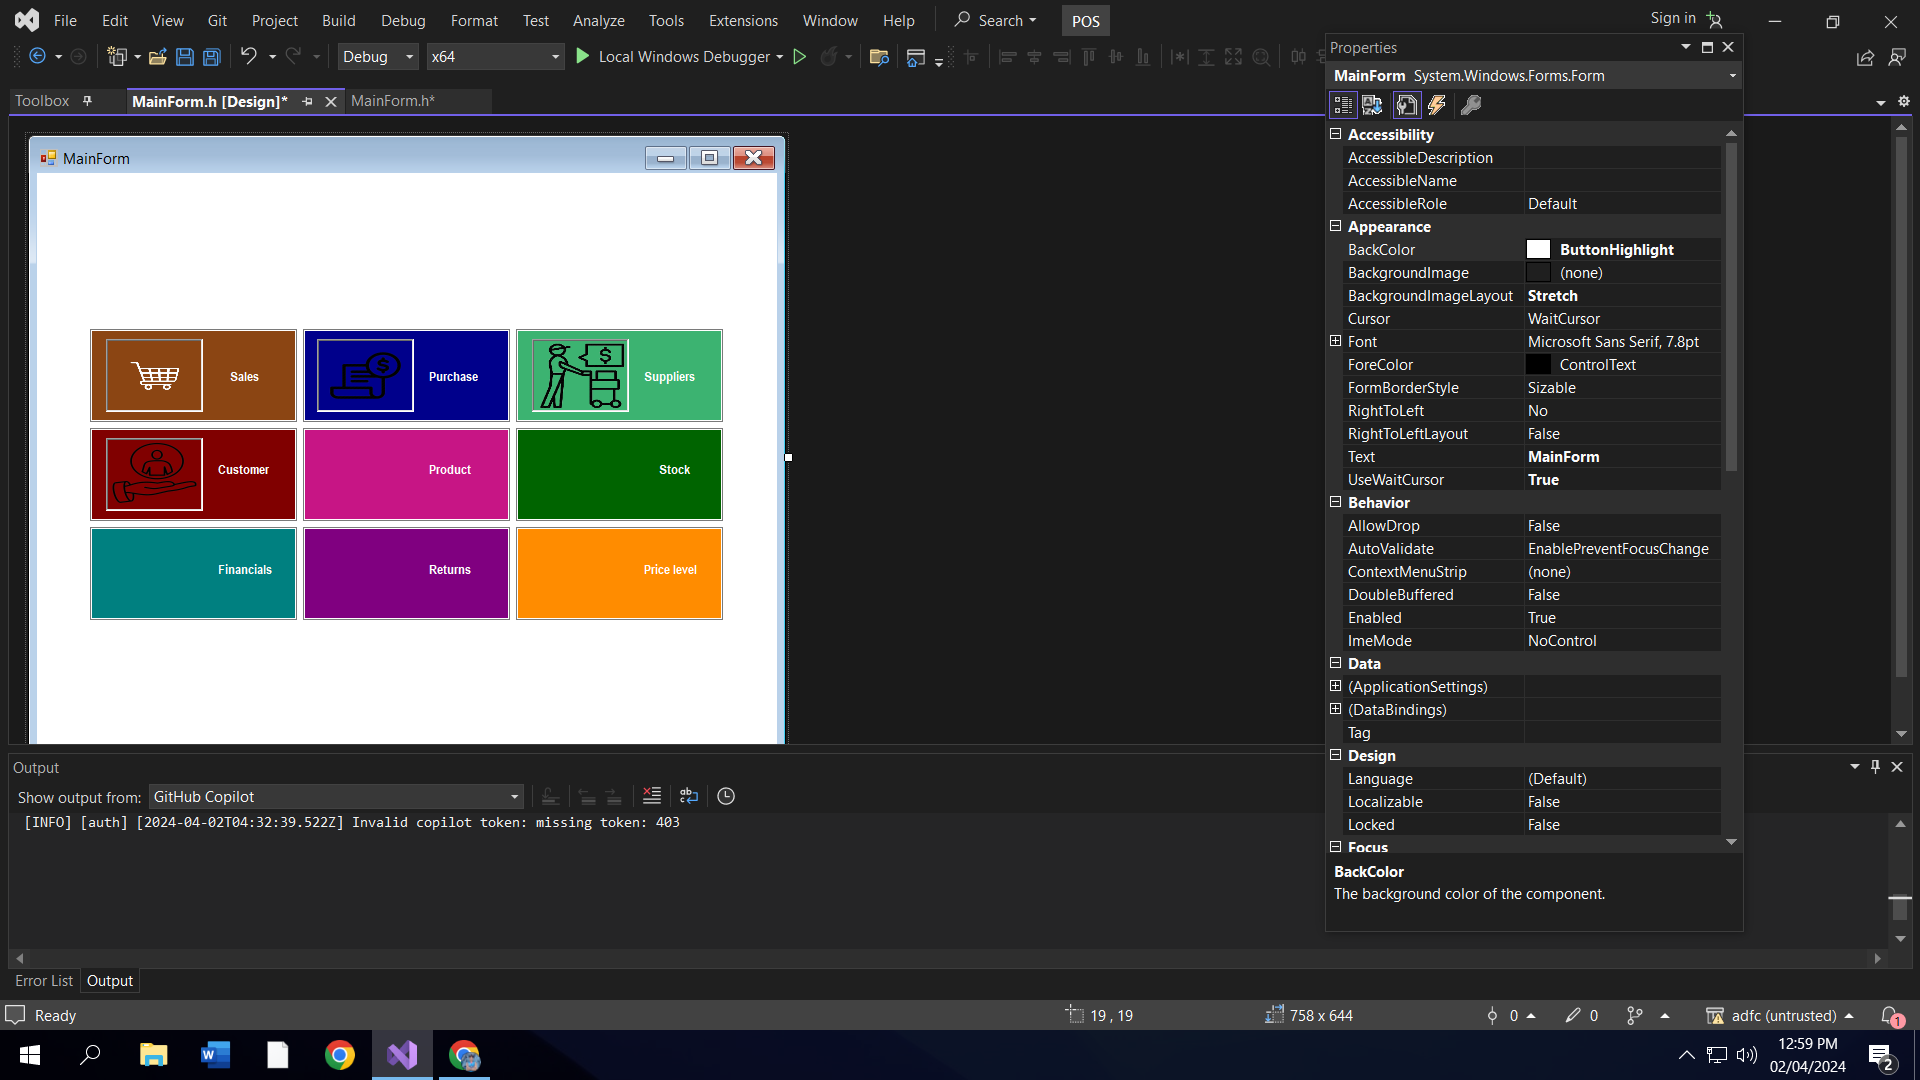 File Edit View Git Project Build Debug Format Test Analyze Tools Extensions Window Help Search POS Sign in
Debug x64 Local Windows Debugger
Toolbox MainForm.h [Design]* MainForm.h*
MainForm
Sales Purchase Suppliers
Customer Product Stock
Financials Returns Price level
Properties
MainForm System.Windows.Forms.Form
Accessibility
AccessibleDescription
AccessibleName
AccessibleRole Default
Appearance
BackColor ButtonHighlight
BackgroundImage (none)
BackgroundImageLayout Stretch
Cursor WaitCursor
Font Microsoft Sans Serif, 7.8pt
ForeColor ControlText
FormBorderStyle Sizable
RightToLeft No
RightToLeftLayout False
Text MainForm
UseWaitCursor True
Behavior
AllowDrop False
AutoValidate EnablePreventFocusChange
ContextMenuStrip (none)
DoubleBuffered False
Enabled True
ImeMode NoControl
Data
(ApplicationSettings)
(DataBindings)
Tag
Design
Language (Default)
Localizable False
Locked False
Focus
BackColor
The background color of the component.
Output
Show output from: GitHub Copilot
[INFO] [auth] [2024-04-02T04:32:39.522Z] Invalid copilot token: missing token: 403
Error List Output
Ready 19 , 19 758 x 644 0 0 adfc (untrusted) 1
12:59 PM
02/04/2024
2